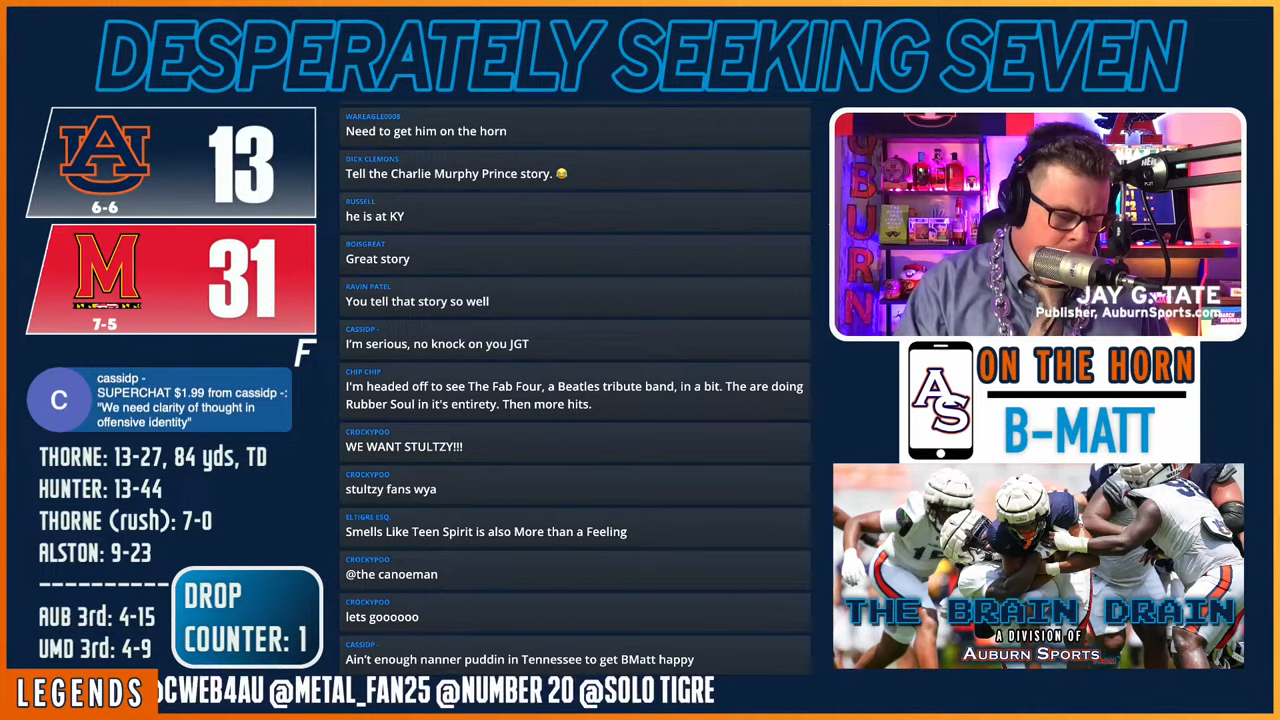 DESPERATELY SEEKING SEVEN
13
6-6
31
7-5
F
C
cassidp -
SUPERCHAT $1.99 from cassidp -:
"We need clarity of thought in
offensive identity"
THORNE: 13-27, 84 yds, TD
HUNTER: 13-44
THORNE (rush): 7-0
ALSTON: 9-23
----------
AUB 3rd: 4-15
UMD 3rd: 4-9
DROP
COUNTER: 1
WAREAGLE0008
Need to get him on the horn
DICK CLEMONS
Tell the Charlie Murphy Prince story. 😂
RUSSELL
he is at KY
BOISGREAT
Great story
RAVIN PATEL
You tell that story so well
CASSIDP -
I'm serious, no knock on you JGT
CHIP CHIP
I'm headed off to see The Fab Four, a Beatles tribute band, in a bit. The are doing
Rubber Soul in it's entirety. Then more hits.
CROCKYPOO
WE WANT STULTZY!!!
CROCKYPOO
stultzy fans wya
ELTIGRE ESQ.
Smells Like Teen Spirit is also More than a Feeling
CROCKYPOO
@the canoeman
CROCKYPOO
lets goooooo
CASSIDP -
Ain't enough nanner puddin in Tennessee to get BMatt happy
BURN
JAY G. TATE
Publisher, AuburnSports.com
AS
ON THE HORN
B-MATT
THE BRAIN DRAIN
A DIVISION OF
AUBURN SPORTS
LEGENDS
CWEB4AU @METAL_FAN25 @NUMBER 20 @SOLO TIGRE